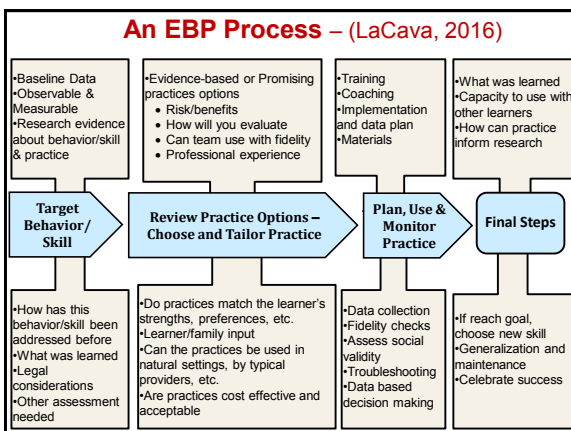 An EBP Process – (LaCava, 2016)
•Baseline Data
•Observable &
Measurable
•Research evidence
about behavior/skill
& practice
•Evidence-based or Promising
practices options
• Risk/benefits
• How will you evaluate
• Can team use with fidelity
• Professional experience
•Training
•Coaching
•Implementation
and data plan
•Materials
•What was learned
•Capacity to use with
other learners
•How can practice
inform research
Target
Behavior/
Skill
Review Practice Options –
Choose and Tailor Practice
Plan, Use &
Monitor
Practice
Final Steps
•How has this
behavior/skill been
addressed before
•What was learned
•Legal
considerations
•Other assessment
needed
•Do practices match the learner's
strengths, preferences, etc.
•Learner/family input
•Can the practices be used in
natural settings, by typical
providers, etc.
•Are practices cost effective and
acceptable
•Data collection
•Fidelity checks
•Assess social
validity
•Troubleshooting
•Data based
decision making
•If reach goal,
choose new skill
•Generalization and
maintenance
•Celebrate success